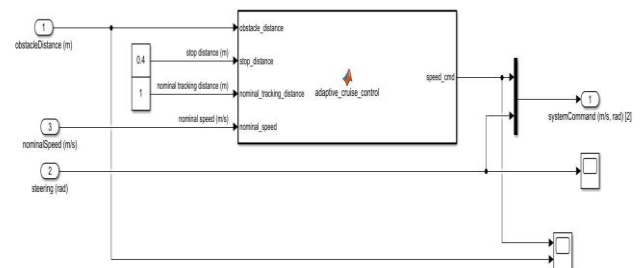 1
obstacleDistance (m)
0.4
1
stop distance (m)
nominal tracking distance (m)
nominal speed (m/s)
obstacle_distance
stop_distance
nominal_tracking_distance
nominal_speed
adaptive_cruise_control
speed_cmd
1
systemCommand (m/s, rad) [2]
3
nominalSpeed (m/s)
2
steering (rad)